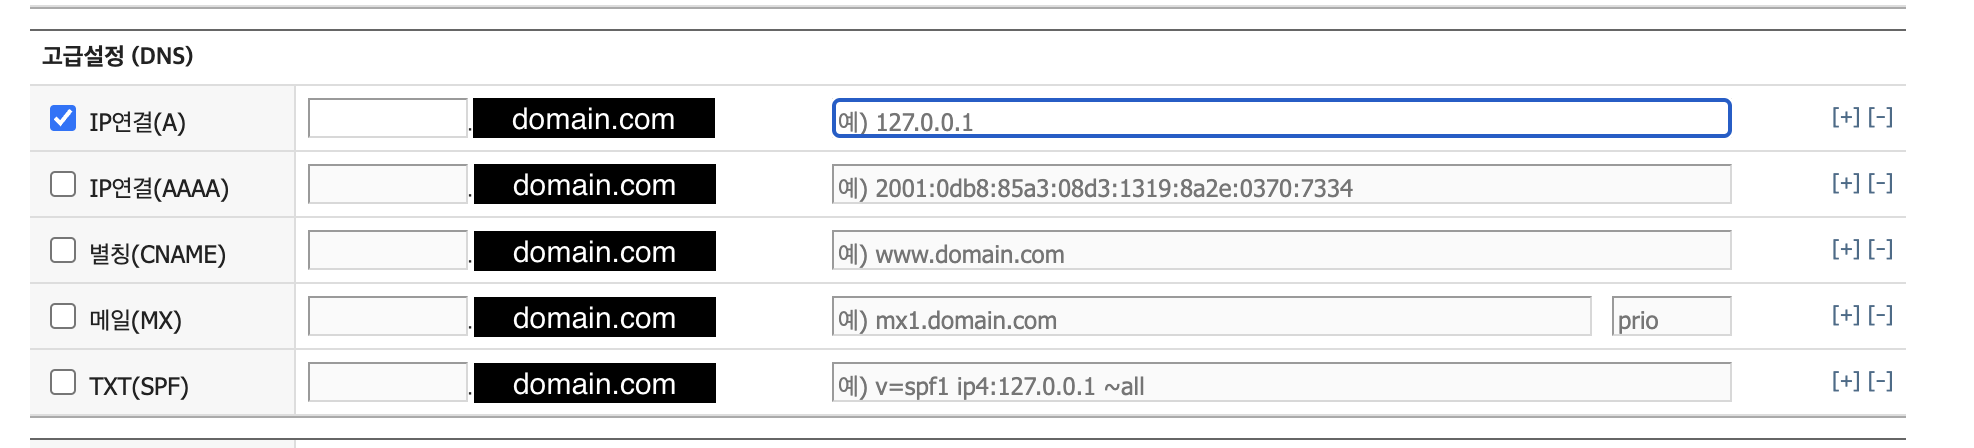 고급설정 (DNS)
IP연결(A) . domain.com 예) 127.0.0.1 [+] [-]
IP연결(AAAA) . domain.com 예) 2001:0db8:85a3:08d3:1319:8a2e:0370:7334 [+] [-]
별칭(CNAME) . domain.com 예) www.domain.com [+] [-]
메일(MX) . domain.com 예) mx1.domain.com prio [+] [-]
TXT(SPF) . domain.com 예) v=spf1 ip4:127.0.0.1 ~all [+] [-]